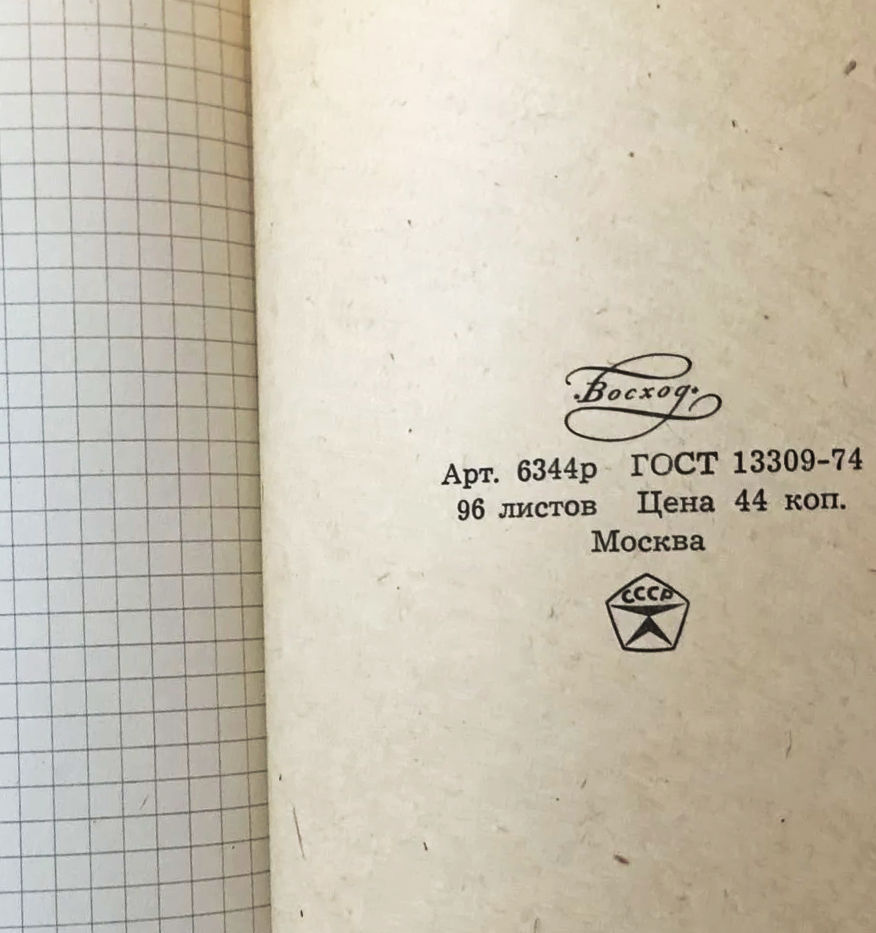 Восход
Арт. 6344р ГОСТ 13309-74
96 листов Цена 44 коп.
Москва
СССР